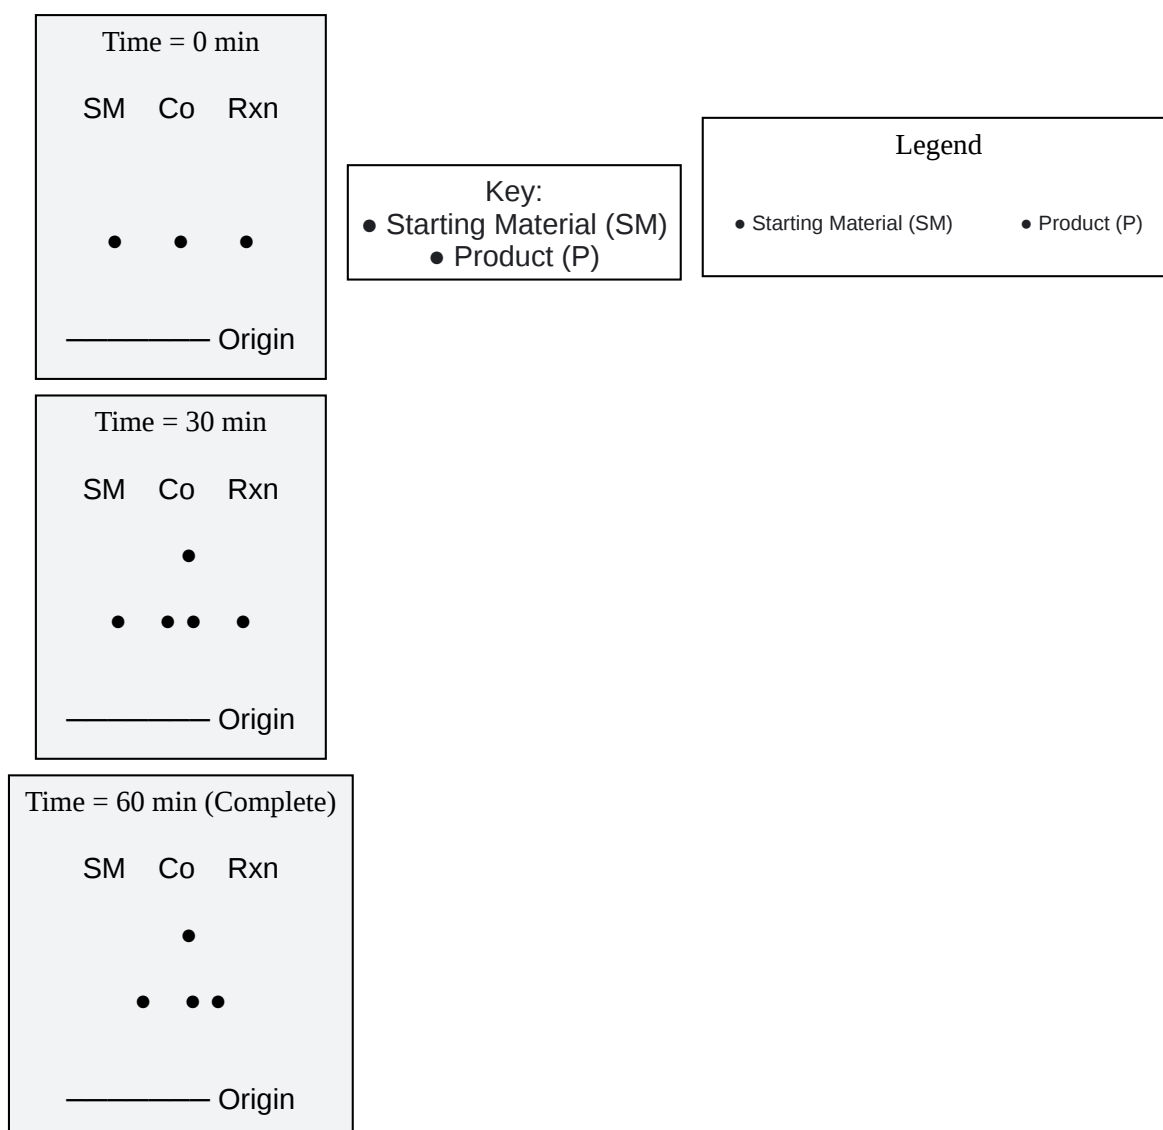 Time = 0 min
SM Co Rxn
● ● ●
────── Origin
Key:
● Starting Material (SM)
● Product (P)
Legend
● Starting Material (SM) ● Product (P)
Time = 30 min
SM Co Rxn
●
● ● ● ●
────── Origin
Time = 60 min (Complete)
SM Co Rxn
●
● ● ●
────── Origin